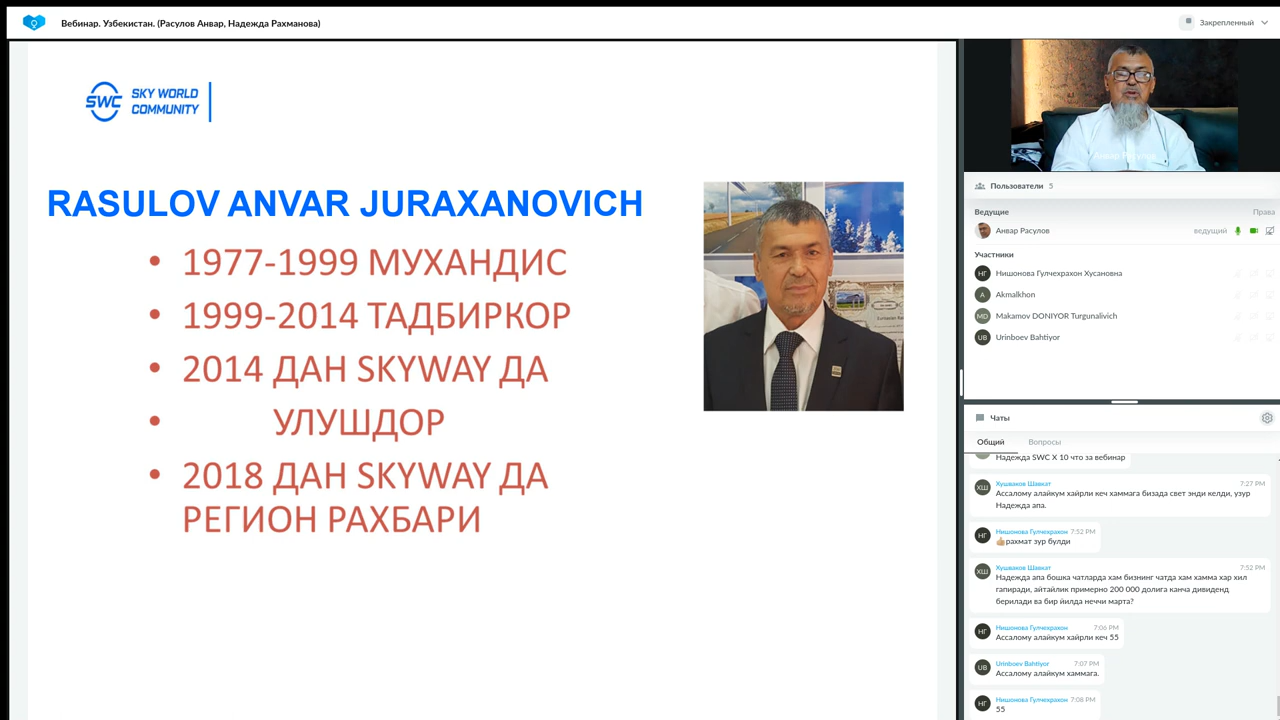 Вебинар. Узбекистан. (Расулов Анвар, Надежда Рахманова)
Закрепленный
SWC
SKY WORLD
COMMUNITY
RASULOV ANVAR JURAXANOVICH
• 1977-1999 МУХАНДИС
• 1999-2014 ТАДБИРКОР
• 2014 ДАН SKYWAY ДА
• УЛУШДОР
• 2018 ДАН SKYWAY ДА
РЕГИОН РАХБАРИ
Анвар Расулов
Пользователи 5
Ведущие Права
Анвар Расулов ведущий
Участники
НГ Нишонова Гулчехрахон Хусановна
A Akmalkhon
MD Makamov DONIYOR Turgunalivich
UB Urinboev Bahtiyor
Чаты
Общий Вопросы
Надежда SWC X 10 что за вебинар
ХШ Хушваков Шавкат 7:27 PM
Ассалому алайкум хайрли кеч хаммага бизада свет энди келди, узур
Надежда апа.
НГ Нишонова Гулчехрахон 7:52 PM
👍рахмат зур булди
ХШ Хушваков Шавкат 7:52 PM
Надежда апа бошка чатларда хам бизнинг чатда хам хамма хар хил
гапиради, айтайлик примерно 200 000 долига канча дивиденд
берилади ва бир йилда неччи марта?
НГ Нишонова Гулчехрахон 7:06 PM
Ассалому алайкум хайрли кеч 55
UB Urinboev Bahtiyor 7:07 PM
Ассалому алайкум хаммага.
НГ Нишонова Гулчехрахон 7:08 PM
55